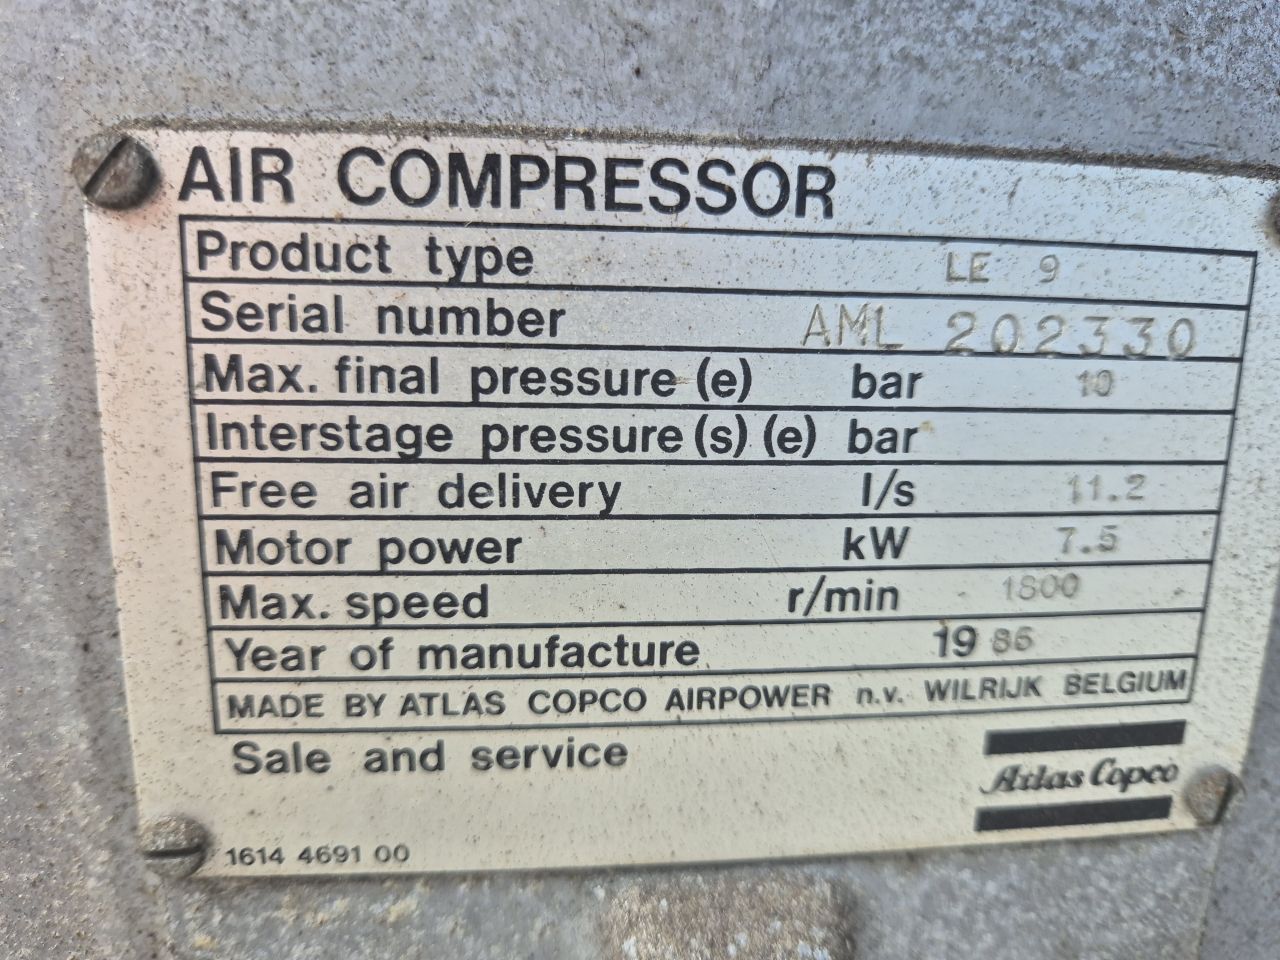 AIR COMPRESSOR
Product type LE 9
Serial number AML 202330
Max. final pressure (e) bar 10
Interstage pressure (s) (e) bar
Free air delivery l/s 11.2
Motor power kW 7.5
Max. speed r/min 1800
Year of manufacture 19 86
MADE BY ATLAS COPCO AIRPOWER n.v. WILRIJK BELGIUM
Sale and service
Atlas Copco
1614 4691 00